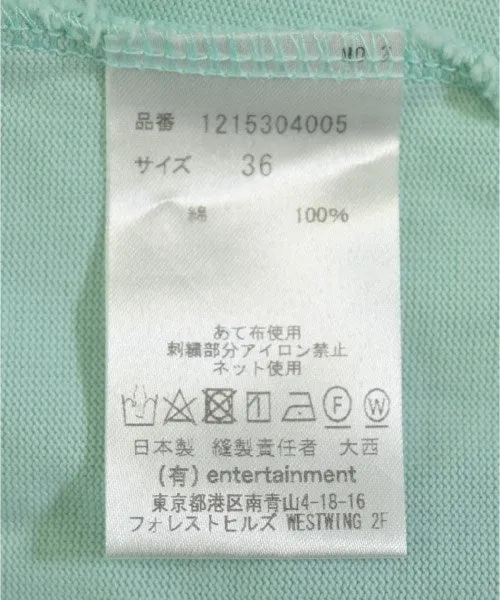 品番 1215304005
サイズ 36
綿 100%
あて布使用
刺繍部分アイロン禁止
ネット使用
F W
日本製 縫製責任者 大西
(有) entertainment
東京都港区南青山4-18-16
フォレストヒルズ WESTWING 2F